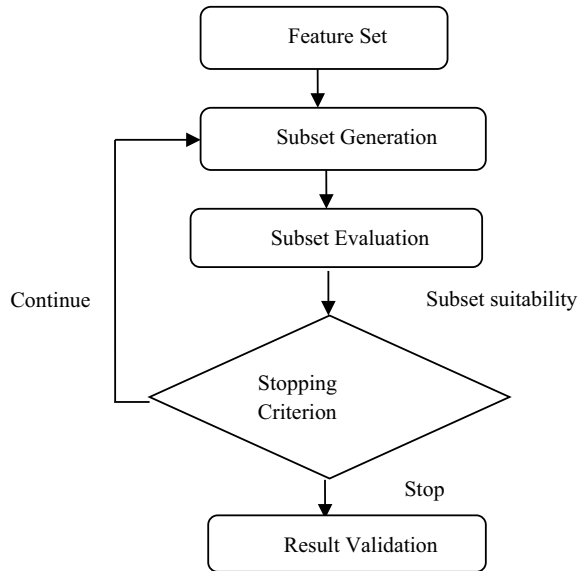 Feature Set
Subset Generation
Subset Evaluation
Continue
Subset suitability
Stopping
Criterion
Stop
Result Validation